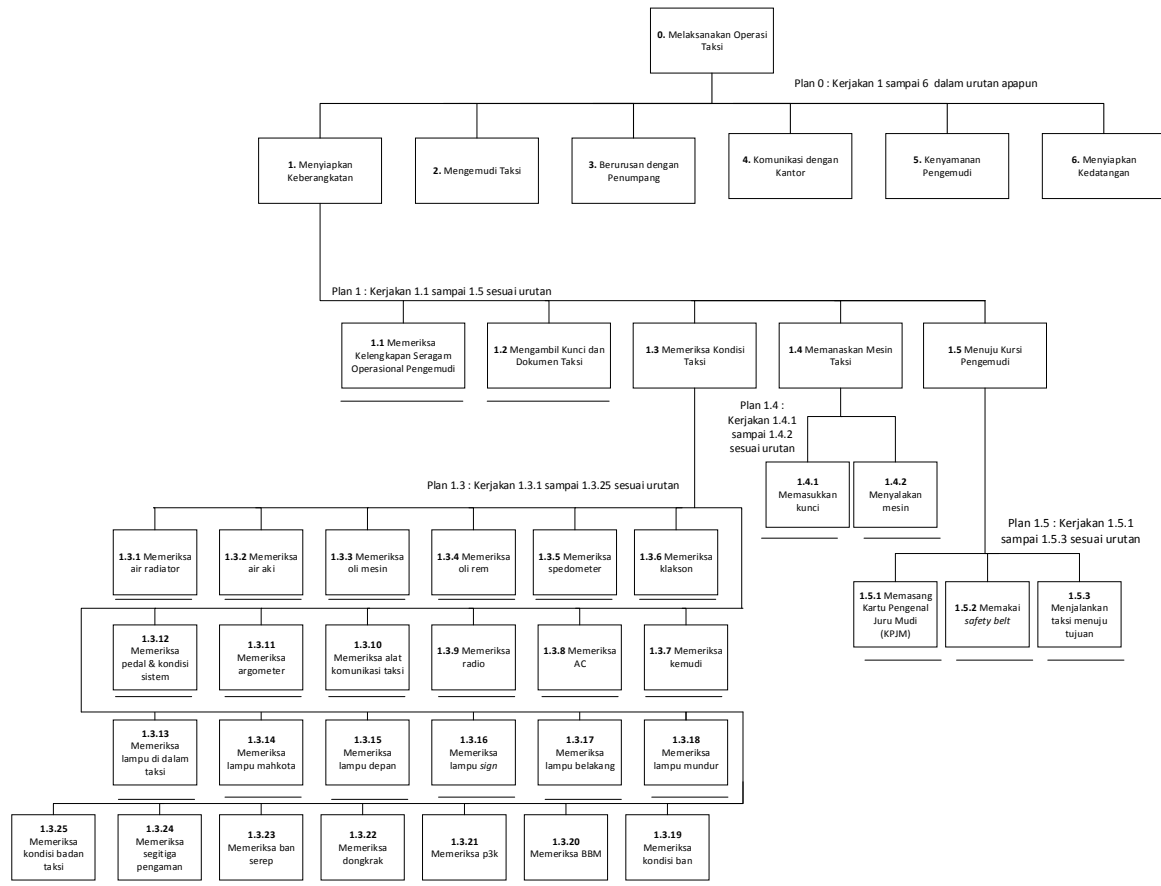 0. Melaksanakan Operasi
Taksi
Plan 0 : Kerjakan 1 sampai 6 dalam urutan apapun
1. Menyiapkan
Keberangkatan
2. Mengemudi Taksi
3. Berurusan dengan
Penumpang
4. Komunikasi dengan
Kantor
5. Kenyamanan
Pengemudi
6. Menyiapkan
Kedatangan
Plan 1 : Kerjakan 1.1 sampai 1.5 sesuai urutan
1.1 Memeriksa
Kelengkapan Seragam
Operasional Pengemudi
1.2 Mengambil Kunci dan
Dokumen Taksi
1.3 Memeriksa Kondisi
Taksi
1.4 Memanaskan Mesin
Taksi
1.5 Menuju Kursi
Pengemudi
Plan 1.4 :
Kerjakan 1.4.1
sampai 1.4.2
sesuai urutan
1.4.1
Memasukkan
kunci
1.4.2
Menyalakan
mesin
Plan 1.3 : Kerjakan 1.3.1 sampai 1.3.25 sesuai urutan
Plan 1.5 : Kerjakan 1.5.1
sampai 1.5.3 sesuai urutan
1.3.1 Memeriksa
air radiator
1.3.2 Memeriksa
air aki
1.3.3 Memeriksa
oli mesin
1.3.4 Memeriksa
oli rem
1.3.5 Memeriksa
spedometer
1.3.6 Memeriksa
klakson
1.5.1 Memasang
Kartu Pengenal
Juru Mudi
(KPJM)
1.5.2 Memakai
safety belt
1.5.3
Menjalankan
taksi menuju
tujuan
1.3.12
Memeriksa
pedal & kondisi
sistem
1.3.11
Memeriksa
argometer
1.3.10
Memeriksa alat
komunikasi taksi
1.3.9 Memeriksa
radio
1.3.8 Memeriksa
AC
1.3.7 Memeriksa
kemudi
1.3.13
Memeriksa
lampu di dalam
taksi
1.3.14
Memeriksa
lampu mahkota
1.3.15
Memeriksa
lampu depan
1.3.16
Memeriksa
lampu sign
1.3.17
Memeriksa
lampu belakang
1.3.18
Memeriksa
lampu mundur
1.3.25
Memeriksa
kondisi badan
taksi
1.3.24
Memeriksa
segitiga
pengaman
1.3.23
Memeriksa ban
serep
1.3.22
Memeriksa
dongkrak
1.3.21
Memeriksa p3k
1.3.20
Memeriksa BBM
1.3.19
Memeriksa
kondisi ban